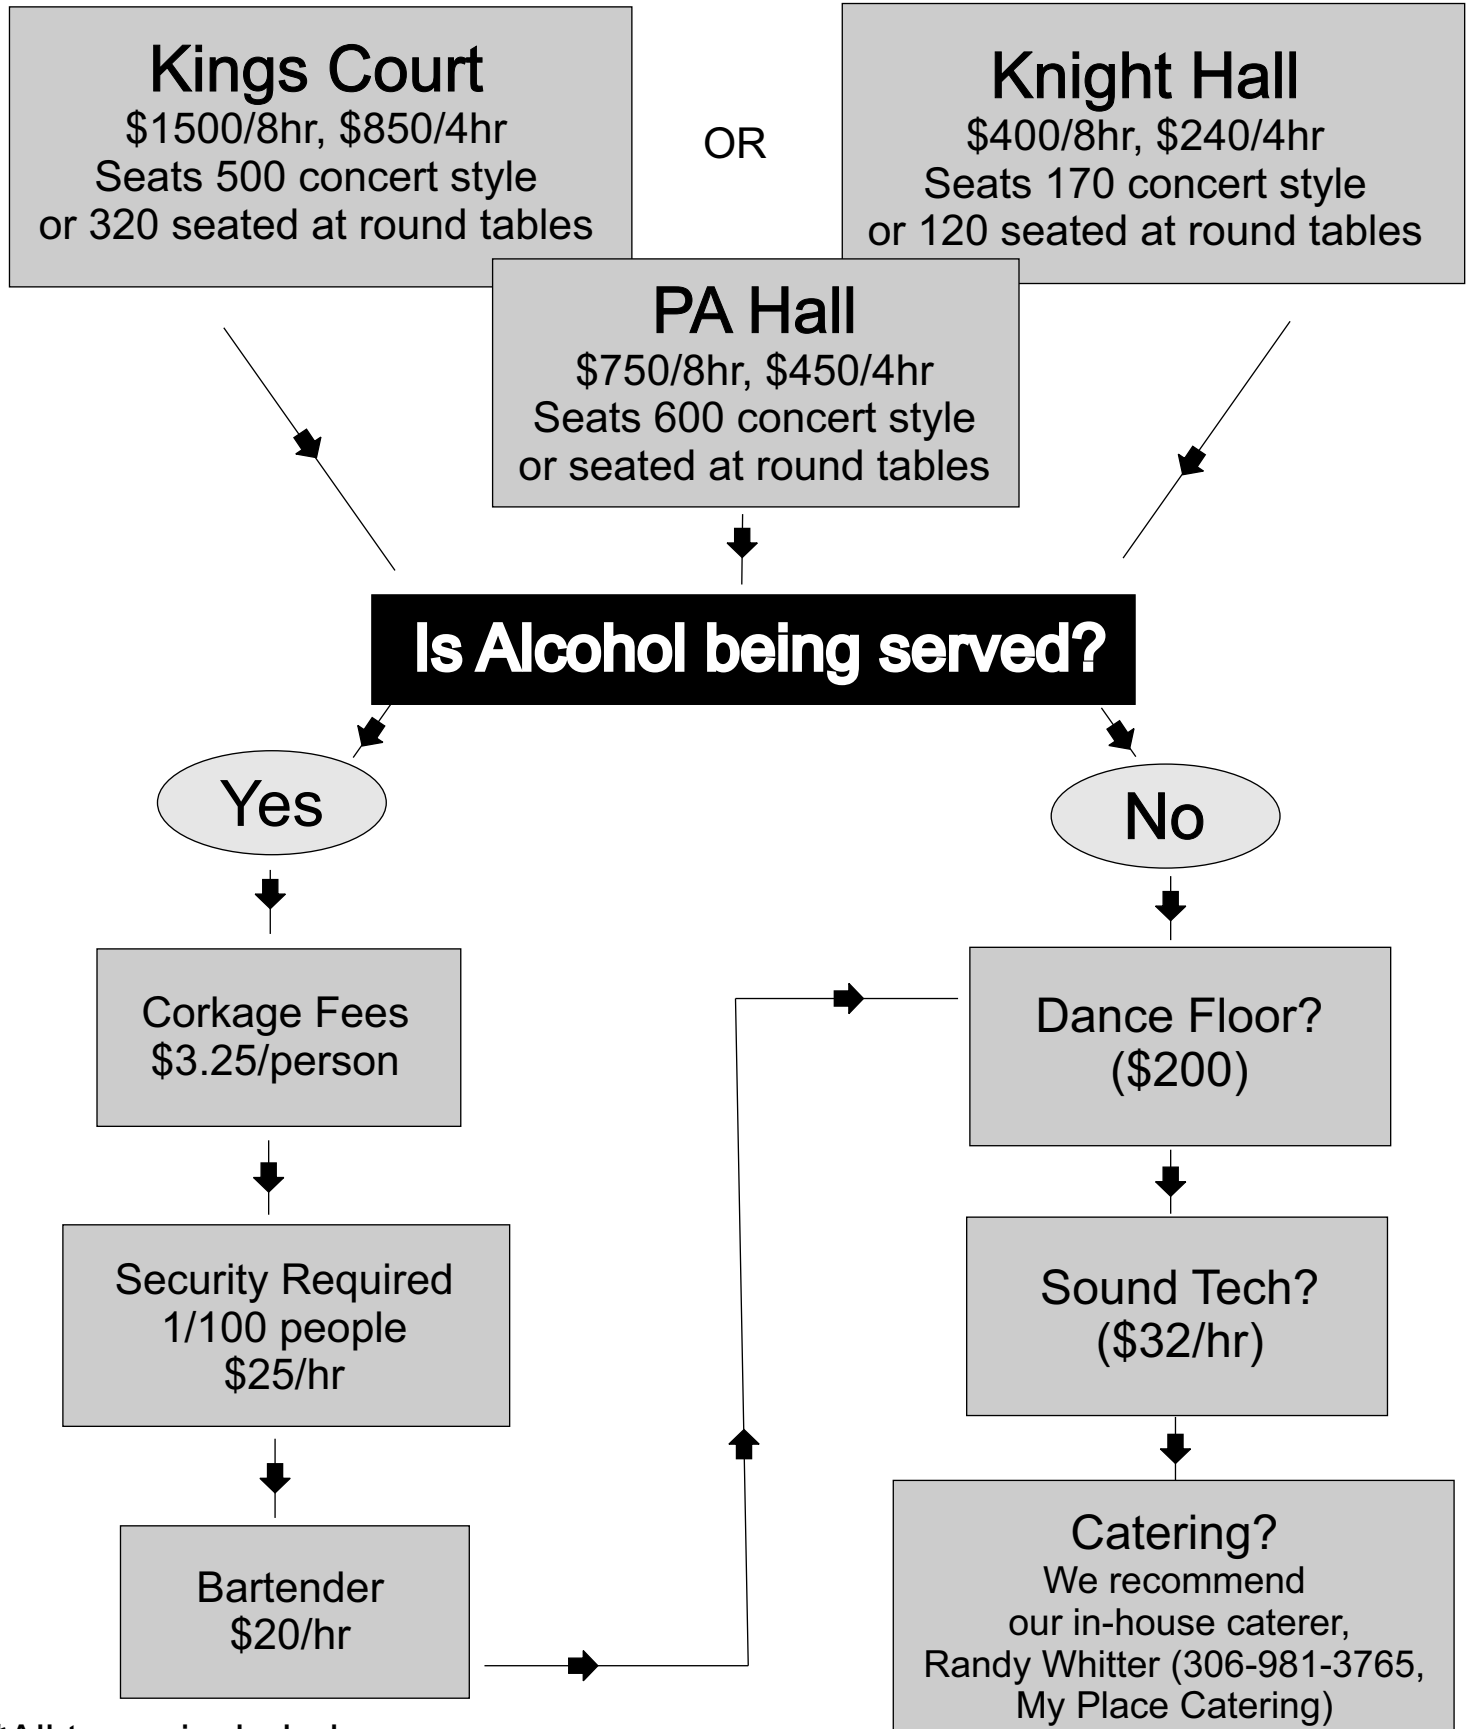 Kings Court
$1500/8hr, $850/4hr
Seats 500 concert style
or 320 seated at round tables
OR
Knight Hall
$400/8hr, $240/4hr
Seats 170 concert style
or 120 seated at round tables
PA Hall
$750/8hr, $450/4hr
Seats 600 concert style
or seated at round tables
Is Alcohol being served?
Yes
No
Corkage Fees
$3.25/person
Security Required
1/100 people
$25/hr
Bartender
$20/hr
Dance Floor?
($200)
Sound Tech?
($32/hr)
Catering?
We recommend
our in-house caterer,
Randy Whitter (306-981-3765,
My Place Catering)